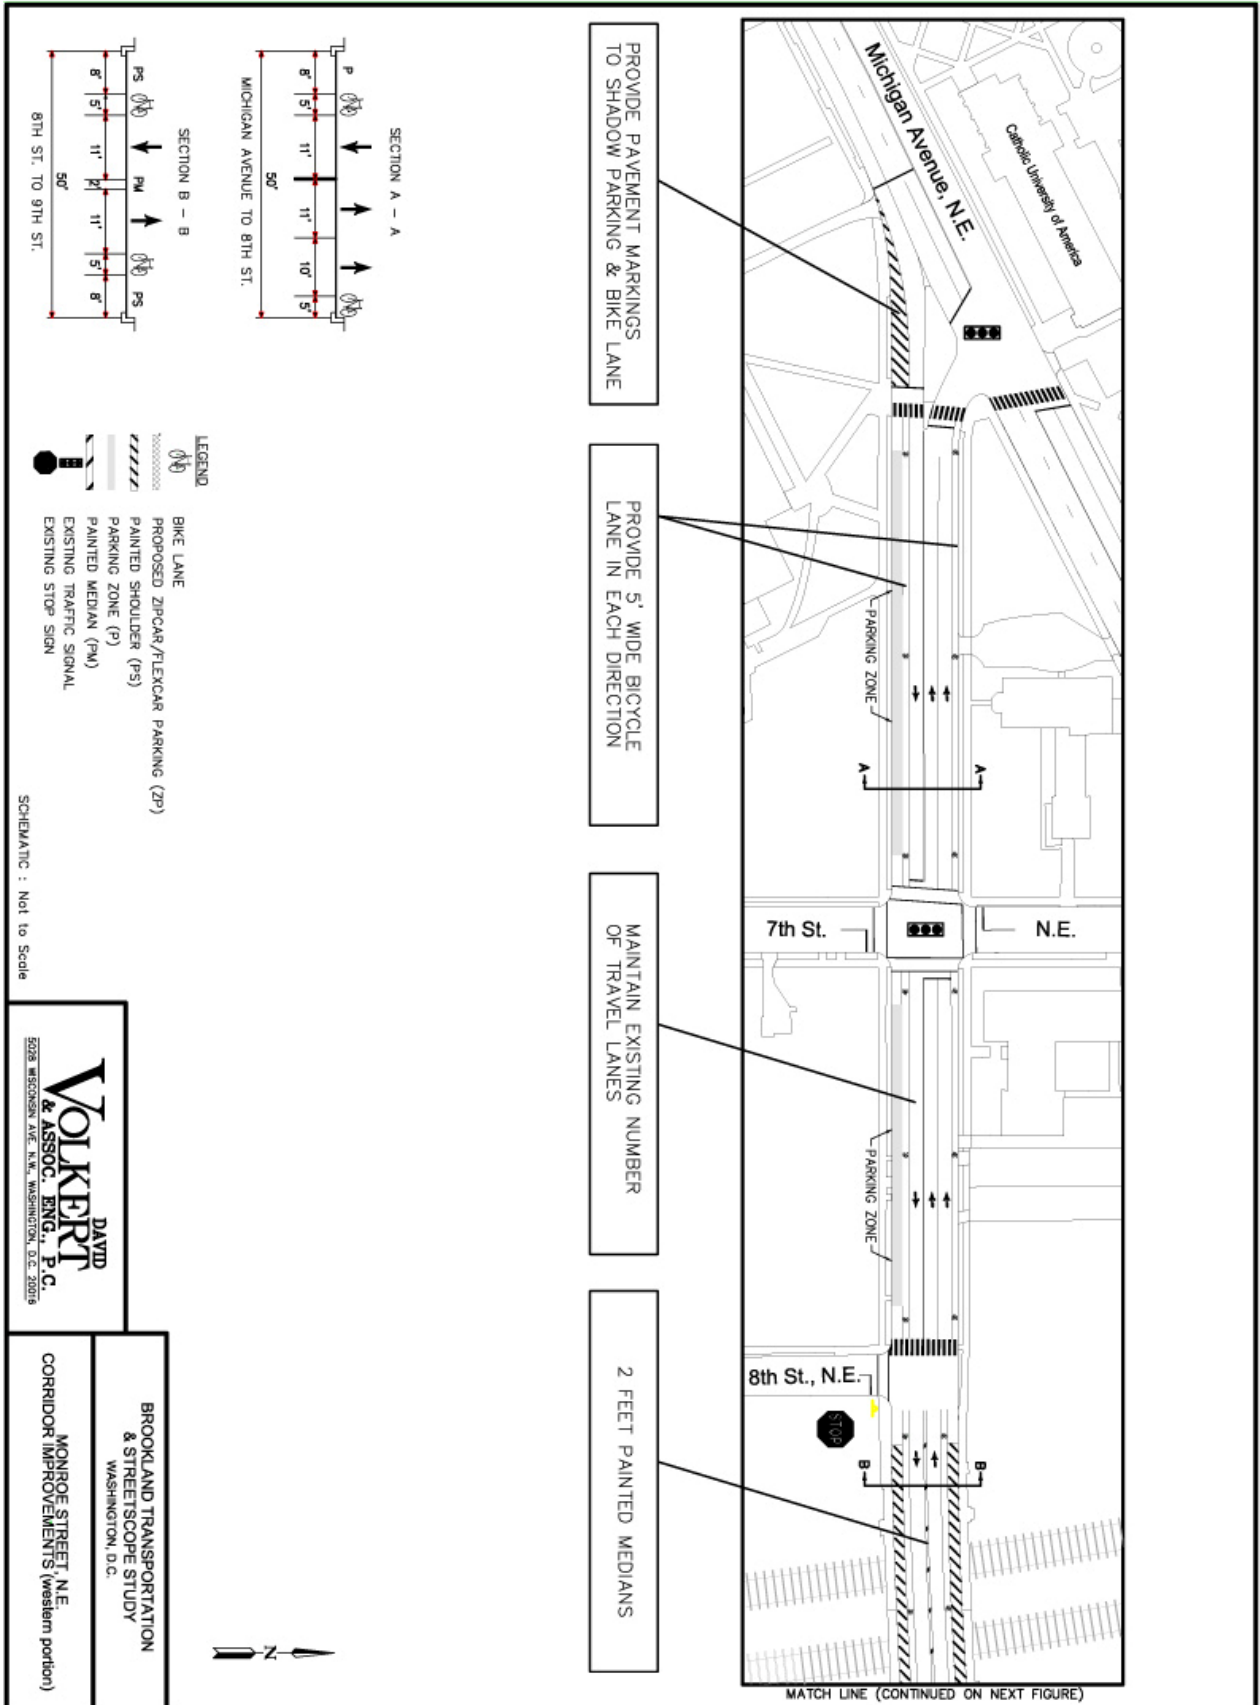 Michigan Avenue, N.E.
Catholic University of America
PARKING ZONE
A
A
7th St.
N.E.
PARKING ZONE
8th St., N.E.
STOP
B
B
MATCH LINE (CONTINUED ON NEXT FIGURE)
PROVIDE PAVEMENT MARKINGS
TO SHADOW PARKING & BIKE LANE
PROVIDE 5' WIDE BICYCLE
LANE IN EACH DIRECTION
MAINTAIN EXISTING NUMBER
OF TRAVEL LANES
2 FEET PAINTED MEDIANS
SECTION A - A
P
8' 5' 11' 11' 10' 5'
50'
MICHIGAN AVENUE TO 8TH ST.
SECTION B - B
PS PM PS
8' 5' 11' 2' 11' 5' 8'
50'
8TH ST. TO 9TH ST.
LEGEND
BIKE LANE
PROPOSED ZIPCAR/FLEXCAR PARKING (ZP)
PAINTED SHOULDER (PS)
PARKING ZONE (P)
PAINTED MEDIAN (PM)
EXISTING TRAFFIC SIGNAL
EXISTING STOP SIGN
SCHEMATIC : Not to Scale
N
DAVID
VOLKERT
& ASSOC. ENG., P.C.
5028 WISCONSIN AVE. N.W., WASHINGTON, D.C. 20016
BROOKLAND TRANSPORTATION
& STREETSCOPE STUDY
WASHINGTON, D.C.
MONROE STREET, N.E.
CORRIDOR IMPROVEMENTS (western portion)